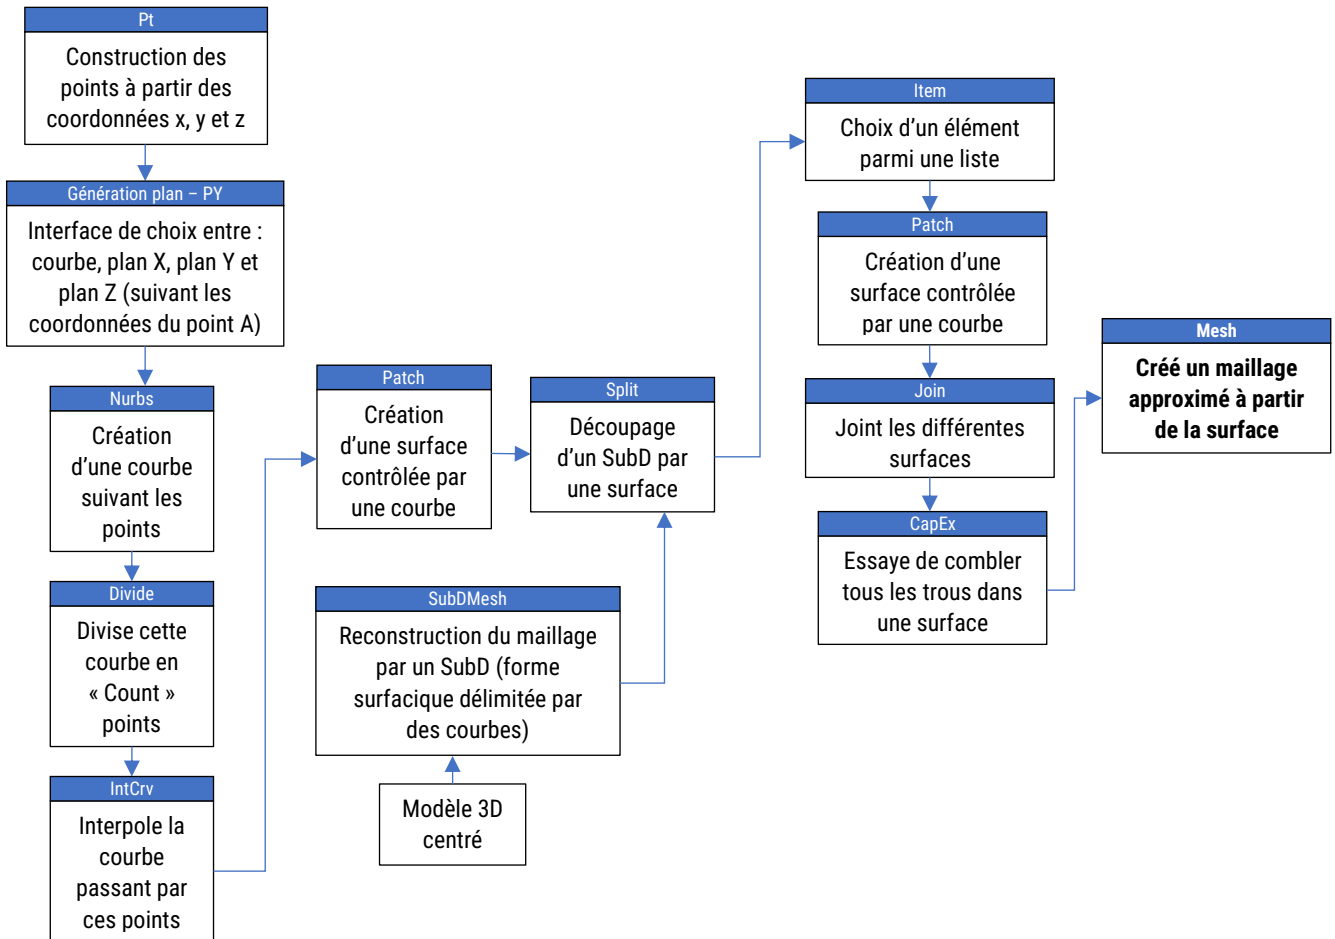 Pt
Construction des
points à partir des
coordonnées x, y et z
Génération plan – PY
Interface de choix entre :
courbe, plan X, plan Y et
plan Z (suivant les
coordonnées du point A)
Nurbs
Création
d’une courbe
suivant les
points
Divide
Divise cette
courbe en
« Count »
points
IntCrv
Interpole la
courbe
passant par
ces points
Patch
Création
d’une surface
contrôlée par
une courbe
Split
Découpage
d’un SubD par
une surface
SubDMesh
Reconstruction du maillage
par un SubD (forme
surfacique délimitée par
des courbes)
Modèle 3D
centré
Item
Choix d’un élément
parmi une liste
Patch
Création d’une
surface contrôlée
par une courbe
Join
Joint les différentes
surfaces
CapEx
Essaye de combler
tous les trous dans
une surface
Mesh
Créé un maillage
approximé à partir
de la surface